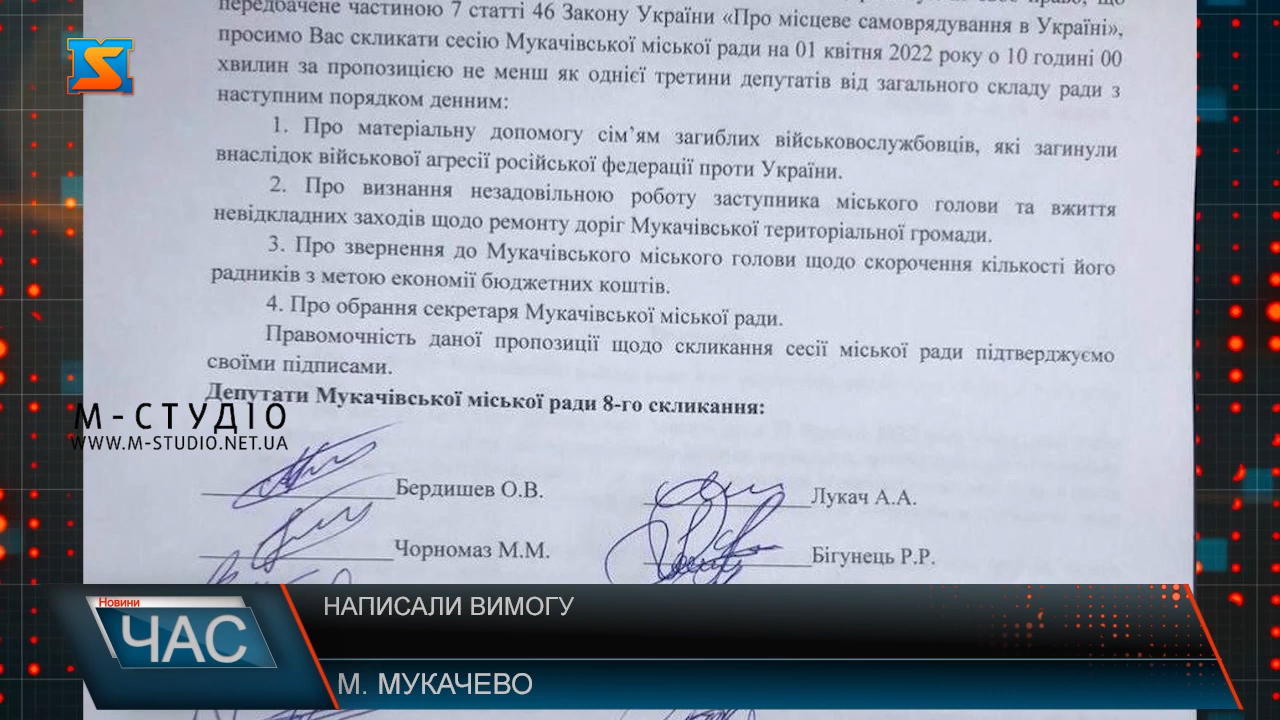 передбачене частиною 7 статті 46 Закону України «Про місцеве самоврядування в Україні»,
просимо Вас скликати сесію Мукачівської міської ради на 01 квітня 2022 року о 10 годині 00
хвилин за пропозицією не менш як однієї третини депутатів від загального складу ради з
наступним порядком денним:
1. Про матеріальну допомогу сім’ям загиблих військовослужбовців, які загинули
внаслідок військової агресії російської федерації проти України.
2. Про визнання незадовільною роботу заступника міського голови та вжиття
невідкладних заходів щодо ремонту доріг Мукачівської територіальної громади.
3. Про звернення до Мукачівського міського голови щодо скорочення кількості його
радників з метою економії бюджетних коштів.
4. Про обрання секретаря Мукачівської міської ради.
Правомочність даної пропозиції щодо скликання сесії міської ради підтверджуємо
своїми підписами.
Депутати Мукачівської міської ради 8-го скликання:
М-СТУДІО
WWW.M-STUDIO.NET.UA
Бердишев О.В. Лукач А.А.
Чорномаз М.М. Бігунець Р.Р.
Новини
ЧАС
НАПИСАЛИ ВИМОГУ
М. МУКАЧЕВО